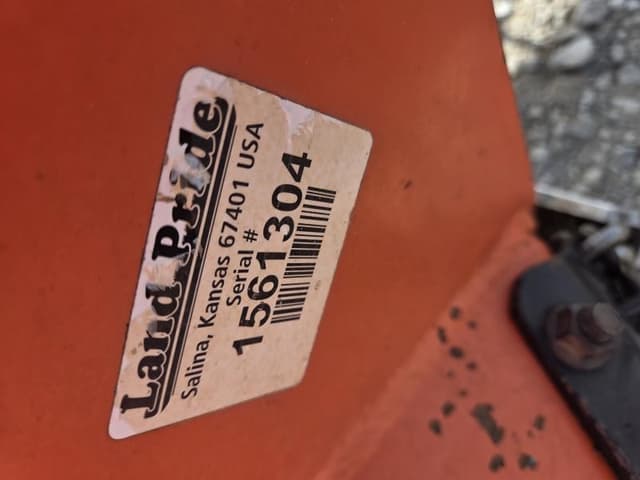 Land Pride
Salina, Kansas 67401 USA
Serial #
1561304